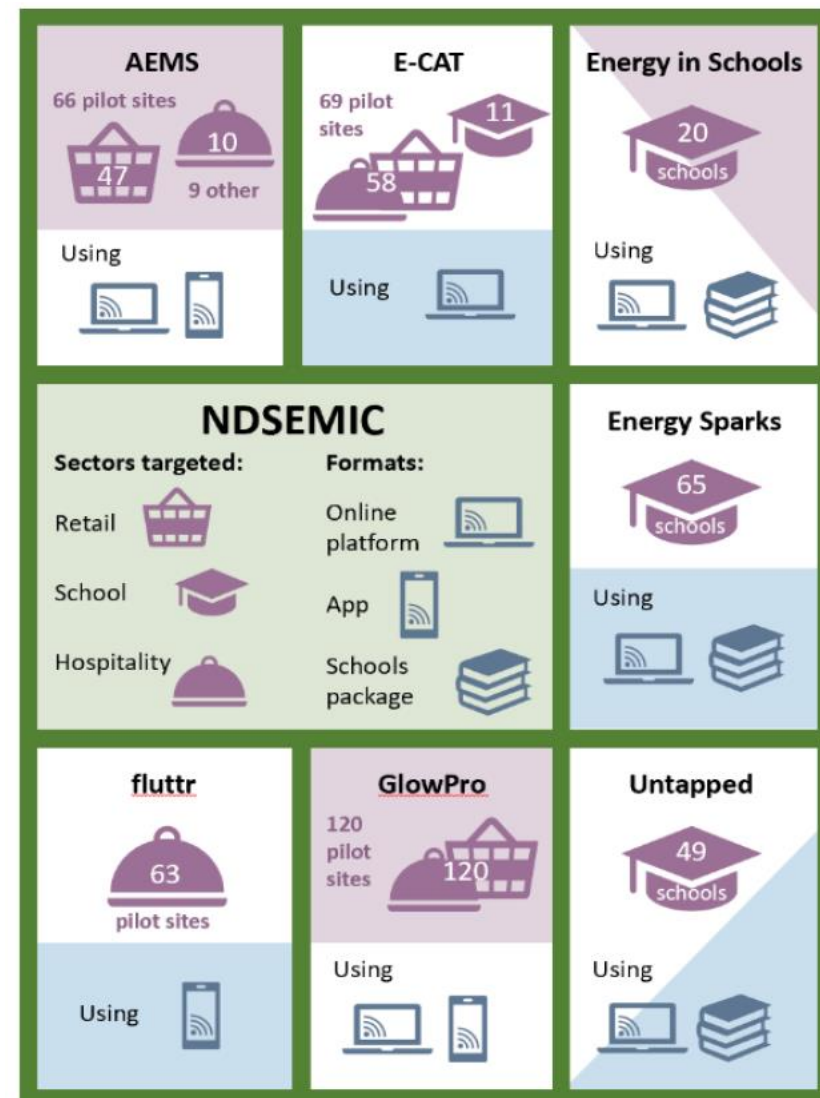 AEMS
66 pilot sites
47
10
9 other
Using
E-CAT
69 pilot
sites
11
58
Using
Energy in Schools
20
schools
Using
NDSEMIC
Sectors targeted:
Retail
School
Hospitality
Formats:
Online
platform
App
Schools
package
Energy Sparks
65
schools
Using
fluttr
63
pilot sites
Using
GlowPro
120
pilot
sites
120
Using
Untapped
49
schools
Using